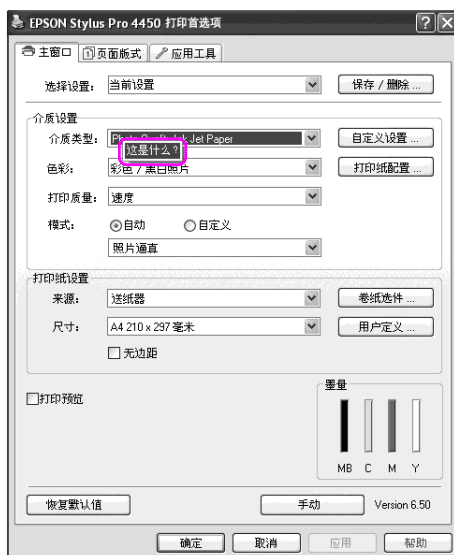 EPSON Stylus Pro 4450 打印首选项
主窗口 页面版式 应用工具
选择设置: 当前设置 保存 / 删除 ...
介质设置
介质类型: Photo Quality Ink Jet Paper 自定义设置 ...
这是什么?
色彩: 彩色 / 黑白照片 打印纸配置 ...
打印质量: 速度
模式: 自动 自定义
照片逼真
打印纸设置
来源: 送纸器 卷纸选件 ...
尺寸: A4 210 x 297 毫米 用户定义 ...
无边距
打印预览
墨量
MB C M Y
恢复默认值 手动 Version 6.50
确定 取消 应用 帮助